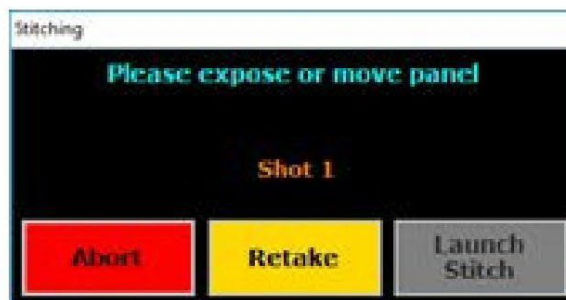 Stitching
Please expose or move panel
Shot 1
Abort
Retake
Launch
Stitch